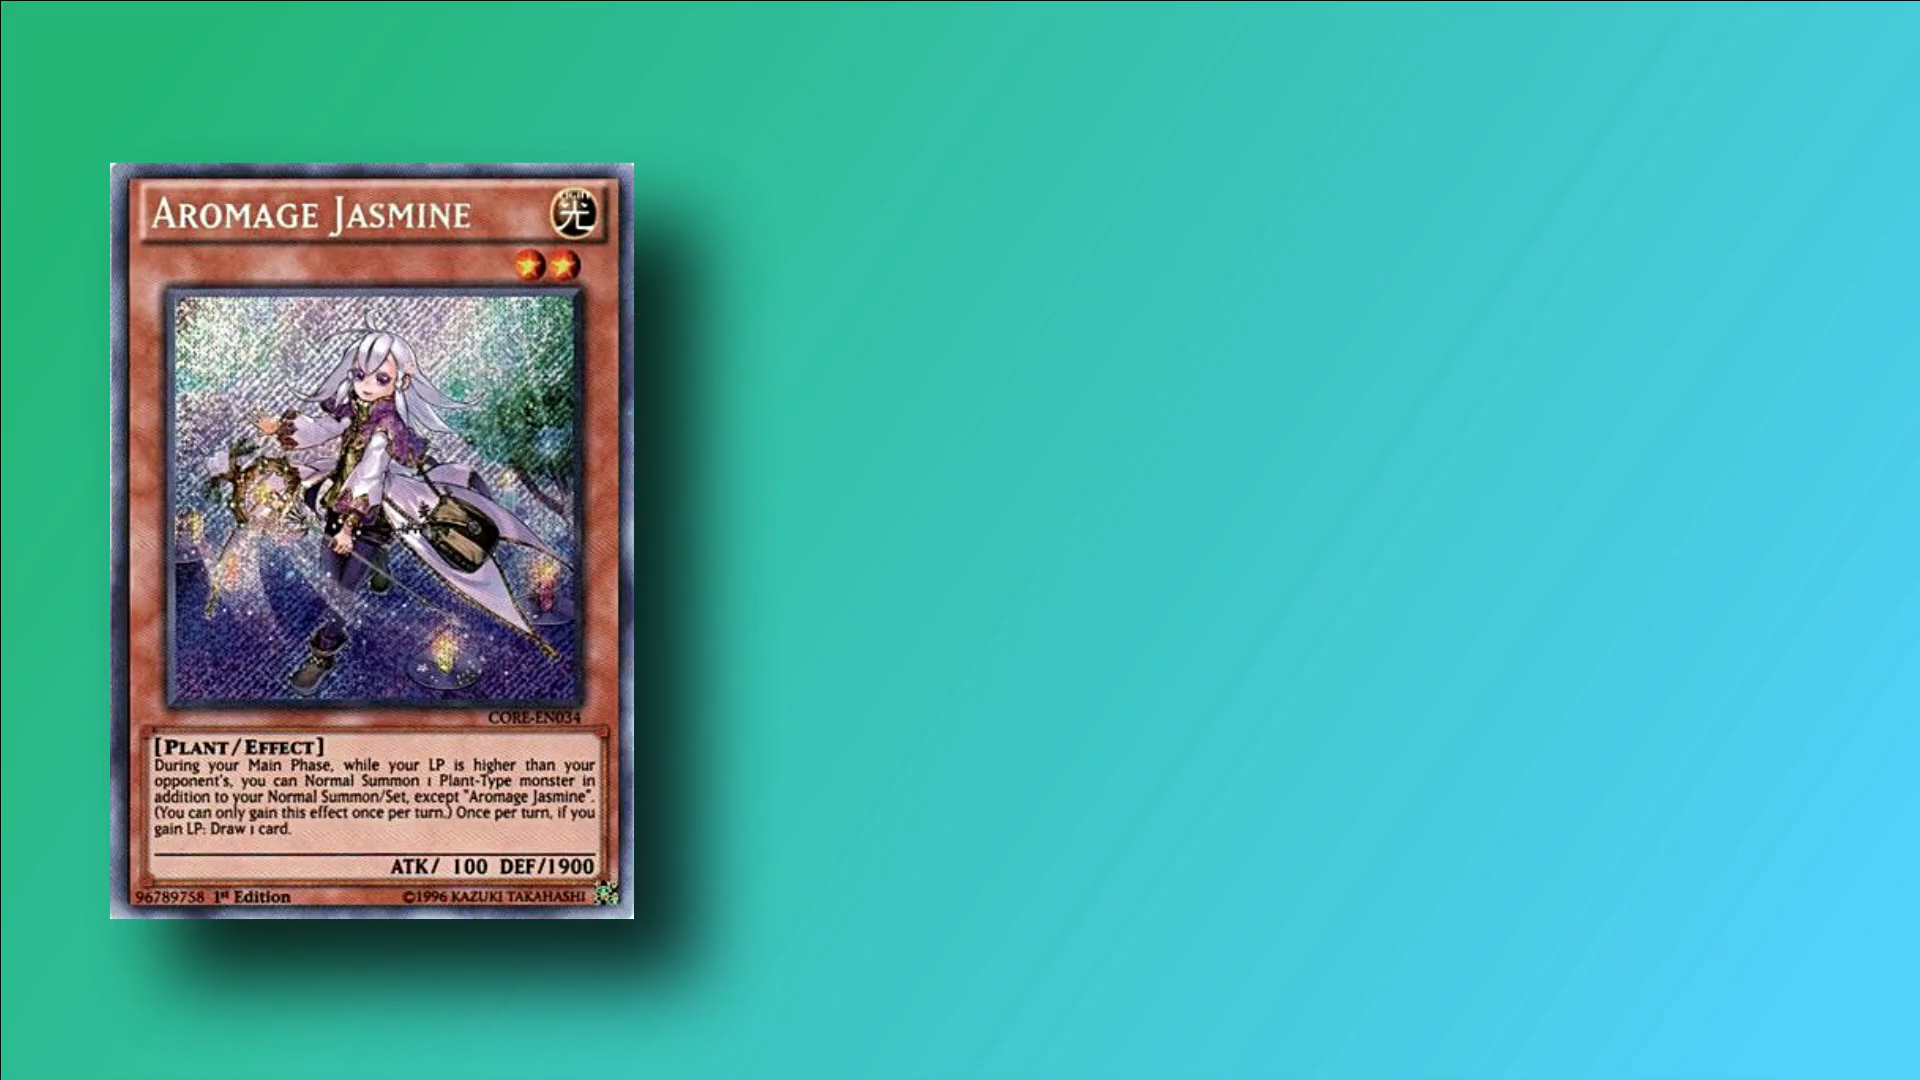 AROMAGE JASMINE
LIGHT
光
CORE-EN034
[PLANT/EFFECT]
During your Main Phase, while your LP is higher than your
opponent's, you can Normal Summon 1 Plant-Type monster in
addition to your Normal Summon/Set, except "Aromage Jasmine".
(You can only gain this effect once per turn.) Once per turn, if you
gain LP: Draw 1 card.
ATK/ 100 DEF/1900
96789758 1st Edition ©1996 KAZUKI TAKAHASHI